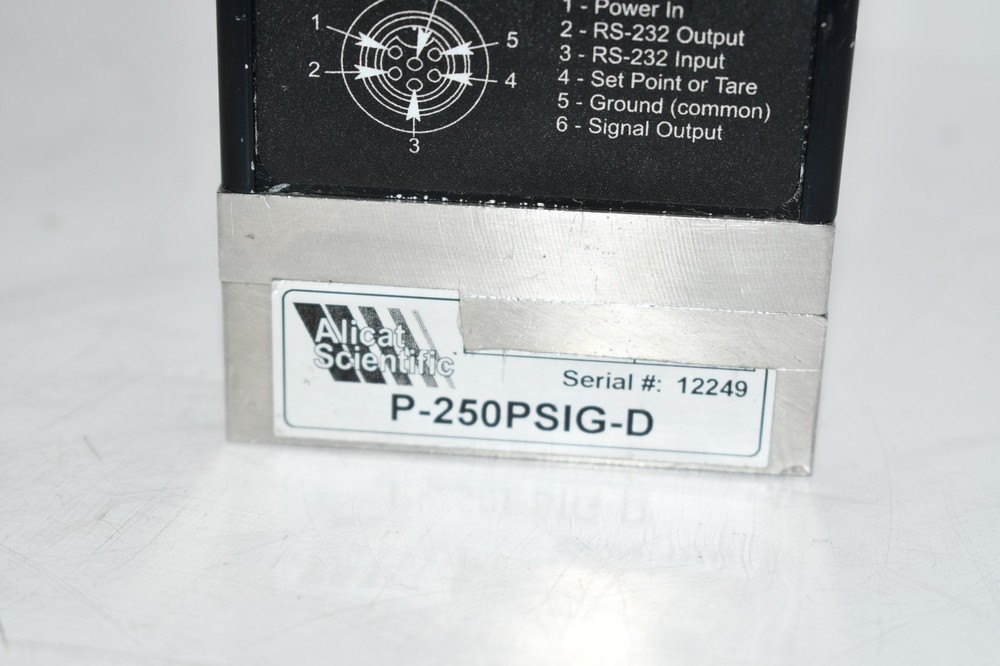 1
2
3
4
5
1 - Power In
2 - RS-232 Output
3 - RS-232 Input
4 - Set Point or Tare
5 - Ground (common)
6 - Signal Output
Alicat
Scientific
Serial #: 12249
P-250PSIG-D